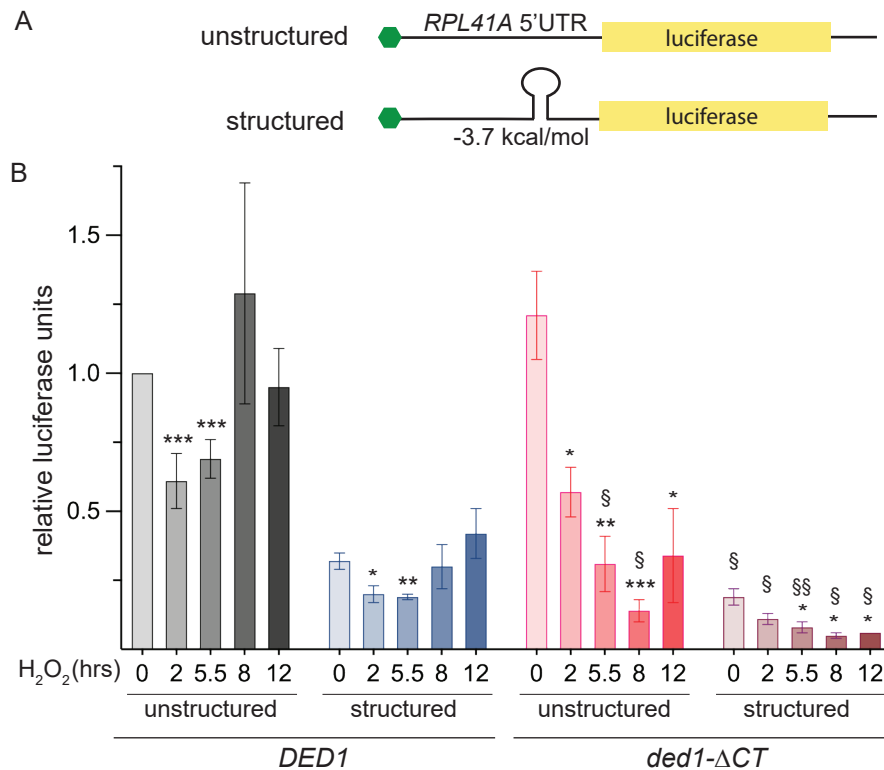 A
unstructured
RPL41A 5'UTR
luciferase
structured
-3.7 kcal/mol
luciferase
B
relative luciferase units
1.5
1.0
0.5
*** ***
* **
* § ** § *** *
§ § §§ * § * § *
H₂O₂(hrs) 0 2 5.5 8 12 0 2 5.5 8 12 0 2 5.5 8 12 0 2 5.5 8 12
unstructured structured unstructured structured
DED1 ded1-ΔCT